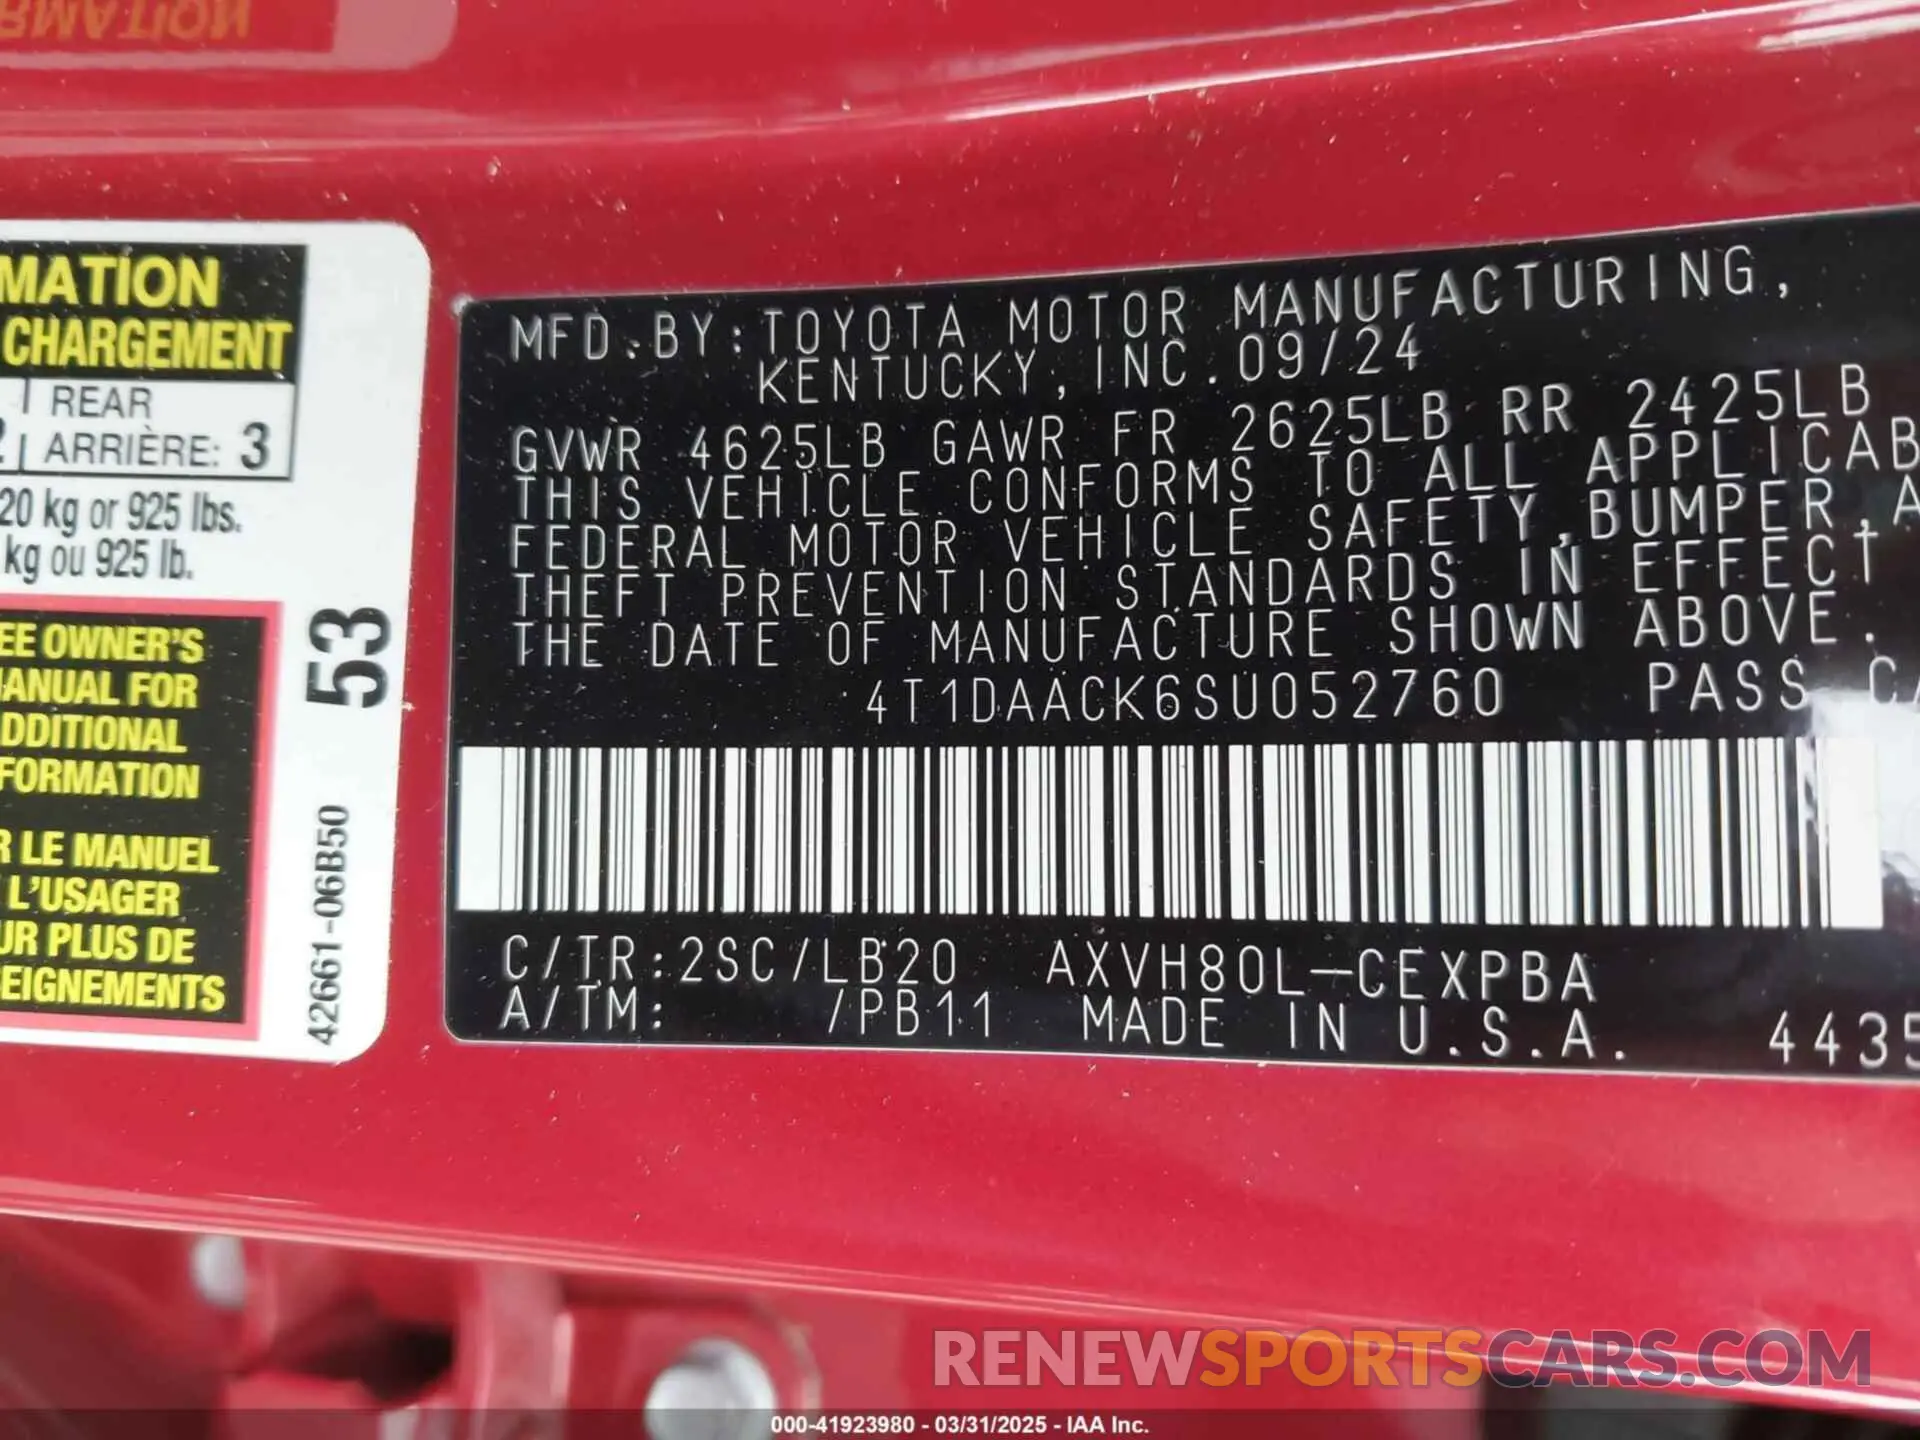 RMATION
MATION
CHARGEMENT
REAR
ARRIÈRE: 3
20 kg or 925 lbs.
kg ou 925 lb.
EE OWNER'S
ANUAL FOR
DDITIONAL
FORMATION
R LE MANUEL
L'USAGER
UR PLUS DE
EIGNEMENTS
53
42661-06B50
MFD.BY:TOYOTA MOTOR MANUFACTURING,
KENTUCKY,INC.09/24
GVWR 4625LB GAWR FR 2625LB RR 2425LB
THIS VEHICLE CONFORMS TO ALL APPLICAB
FEDERAL MOTOR VEHICLE SAFETY,BUMPER,A
THEFT PREVENTION STANDARDS IN EFFECT
THE DATE OF MANUFACTURE SHOWN ABOVE.
4T1DAACK6SU052760 PASS CA
C/TR:2SC/LB20 AXVH80L-CEXPBA
A/TM: /PB11 MADE IN U.S.A. 4435
RENEWSPORTSCARS.COM
000-41923980 - 03/31/2025 - IAA Inc.